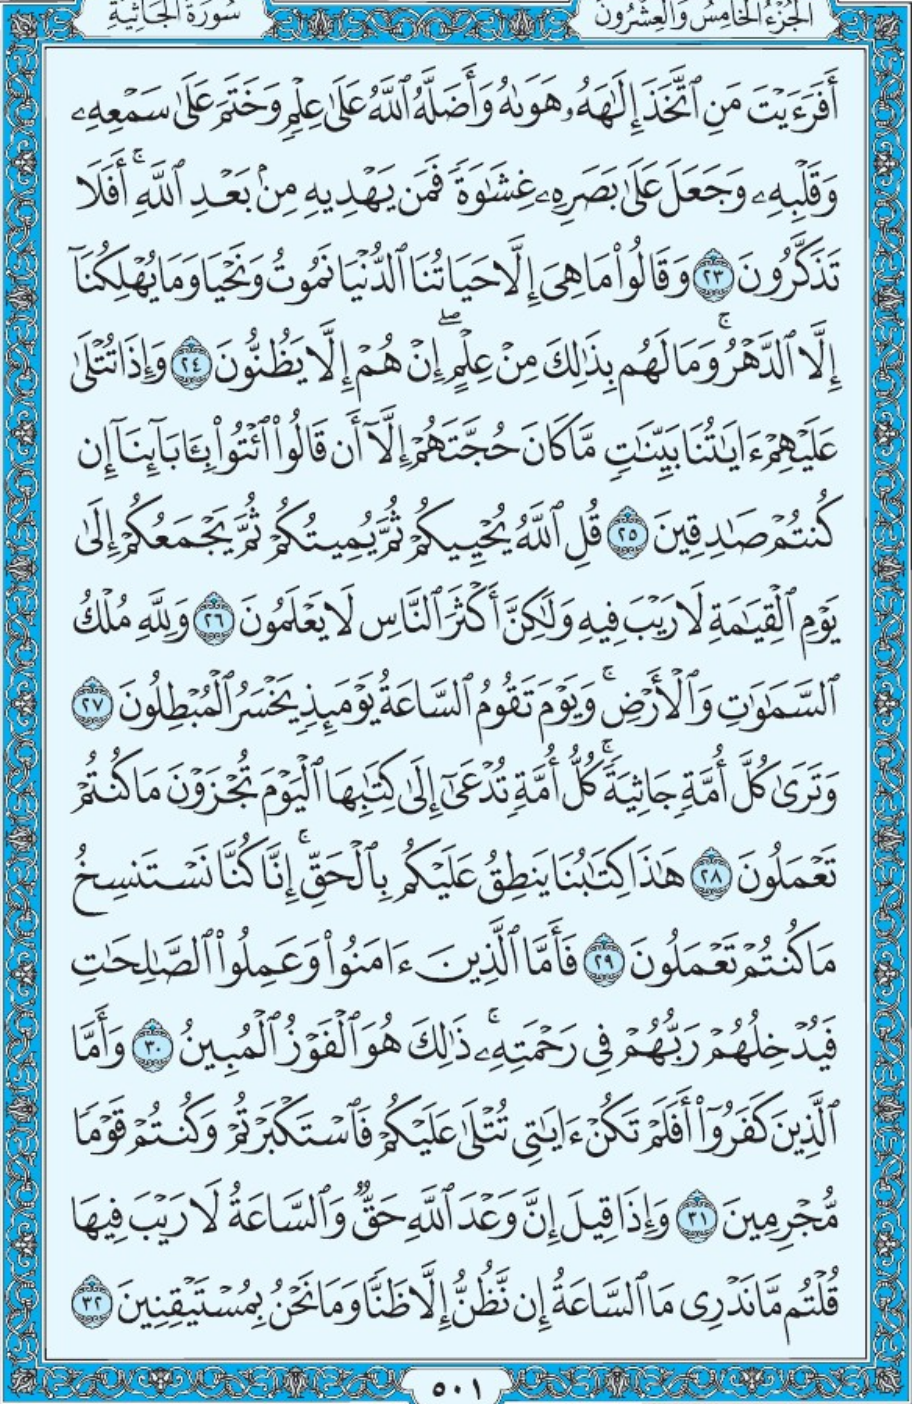 سُورَةُ الجَاثِيَةِ
الجُزْءُ الخَامِسُ وَالعِشْرُونَ
أَفَرَءَيْتَ مَنِ ٱتَّخَذَ إِلَٰهَهُۥ هَوَىٰهُ وَأَضَلَّهُ ٱللَّهُ عَلَىٰ عِلْمٍ وَخَتَمَ عَلَىٰ سَمْعِهِۦ
وَقَلْبِهِۦ وَجَعَلَ عَلَىٰ بَصَرِهِۦ غِشَٰوَةً فَمَن يَهْدِيهِ مِنۢ بَعْدِ ٱللَّهِۚ أَفَلَا
تَذَكَّرُونَ ٢٣ وَقَالُوا۟ مَا هِىَ إِلَّا حَيَاتُنَا ٱلدُّنْيَا نَمُوتُ وَنَحْيَا وَمَا يُهْلِكُنَآ
إِلَّا ٱلدَّهْرُۚ وَمَا لَهُم بِذَٰلِكَ مِنْ عِلْمٍۖ إِنْ هُمْ إِلَّا يَظُنُّونَ ٢٤ وَإِذَا تُتْلَىٰ
عَلَيْهِمْ ءَايَٰتُنَا بَيِّنَٰتٍ مَّا كَانَ حُجَّتَهُمْ إِلَّآ أَن قَالُوا۟ ٱئْتُوا۟ بِـَٔابَآئِنَآ إِن
كُنتُمْ صَٰدِقِينَ ٢٥ قُلِ ٱللَّهُ يُحْيِيكُمْ ثُمَّ يُمِيتُكُمْ ثُمَّ يَجْمَعُكُمْ إِلَىٰ
يَوْمِ ٱلْقِيَٰمَةِ لَا رَيْبَ فِيهِ وَلَٰكِنَّ أَكْثَرَ ٱلنَّاسِ لَا يَعْلَمُونَ ٢٦ وَلِلَّهِ مُلْكُ
ٱلسَّمَٰوَٰتِ وَٱلْأَرْضِۚ وَيَوْمَ تَقُومُ ٱلسَّاعَةُ يَوْمَئِذٍ يَخْسَرُ ٱلْمُبْطِلُونَ ٢٧
وَتَرَىٰ كُلَّ أُمَّةٍ جَاثِيَةًۚ كُلُّ أُمَّةٍ تُدْعَىٰٓ إِلَىٰ كِتَٰبِهَا ٱلْيَوْمَ تُجْزَوْنَ مَا كُنتُمْ
تَعْمَلُونَ ٢٨ هَٰذَا كِتَٰبُنَا يَنطِقُ عَلَيْكُم بِٱلْحَقِّۚ إِنَّا كُنَّا نَسْتَنسِخُ
مَا كُنتُمْ تَعْمَلُونَ ٢٩ فَأَمَّا ٱلَّذِينَ ءَامَنُوا۟ وَعَمِلُوا۟ ٱلصَّٰلِحَٰتِ
فَيُدْخِلُهُمْ رَبُّهُمْ فِى رَحْمَتِهِۦۚ ذَٰلِكَ هُوَ ٱلْفَوْزُ ٱلْمُبِينُ ٣٠ وَأَمَّا
ٱلَّذِينَ كَفَرُوٓا۟ أَفَلَمْ تَكُنْ ءَايَٰتِى تُتْلَىٰ عَلَيْكُمْ فَٱسْتَكْبَرْتُمْ وَكُنتُمْ قَوْمًا
مُّجْرِمِينَ ٣١ وَإِذَا قِيلَ إِنَّ وَعْدَ ٱللَّهِ حَقٌّ وَٱلسَّاعَةُ لَا رَيْبَ فِيهَا
قُلْتُم مَّا نَدْرِى مَا ٱلسَّاعَةُ إِن نَّظُنُّ إِلَّا ظَنًّا وَمَا نَحْنُ بِمُسْتَيْقِنِينَ ٣٢
٥٠١